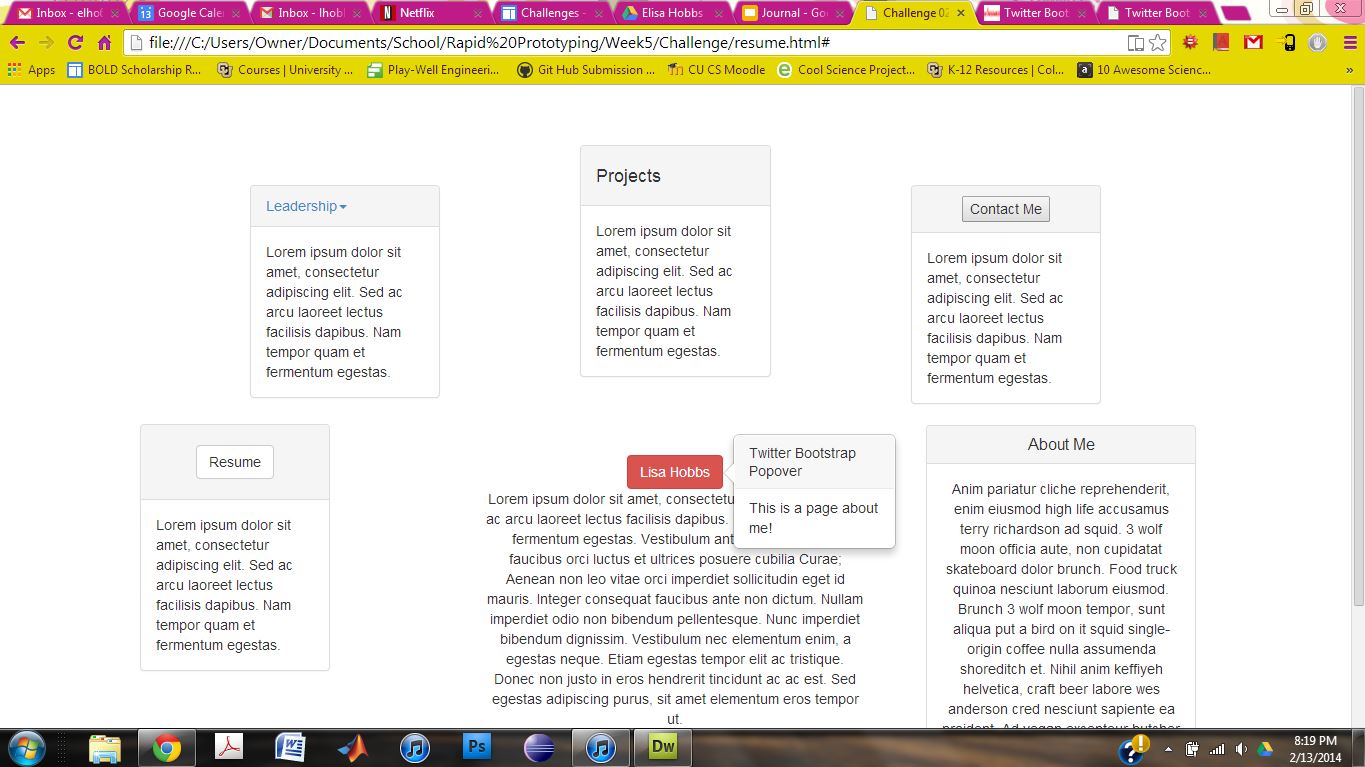 Inbox - elhof
Google Caler
Inbox - lhobl
Netflix
Challenges -
Elisa Hobbs
Journal - Goo
Challenge 02
Twitter Boot
Twitter Boot
file:///C:/Users/Owner/Documents/School/Rapid%20Prototyping/Week5/Challenge/resume.html#
Apps
BOLD Scholarship R...
Courses | University ...
Play-Well Engineeri...
Git Hub Submission ...
CU CS Moodle
Cool Science Project...
K-12 Resources | Col...
10 Awesome Scienc...
»
Leadership
Lorem ipsum dolor sit
amet, consectetur
adipiscing elit. Sed ac
arcu laoreet lectus
facilisis dapibus. Nam
tempor quam et
fermentum egestas.
Projects
Lorem ipsum dolor sit
amet, consectetur
adipiscing elit. Sed ac
arcu laoreet lectus
facilisis dapibus. Nam
tempor quam et
fermentum egestas.
Contact Me
Lorem ipsum dolor sit
amet, consectetur
adipiscing elit. Sed ac
arcu laoreet lectus
facilisis dapibus. Nam
tempor quam et
fermentum egestas.
Resume
Lorem ipsum dolor sit
amet, consectetur
adipiscing elit. Sed ac
arcu laoreet lectus
facilisis dapibus. Nam
tempor quam et
fermentum egestas.
Lisa Hobbs
Twitter Bootstrap
Popover
This is a page about
me!
Lorem ipsum dolor sit amet, consectetu
ac arcu laoreet lectus facilisis dapibus.
fermentum egestas. Vestibulum ant
faucibus orci luctus et ultrices posuere cubilia Curae;
Aenean non leo vitae orci imperdiet sollicitudin eget id
mauris. Integer consequat faucibus ante non dictum. Nullam
imperdiet odio non bibendum pellentesque. Nunc imperdiet
bibendum dignissim. Vestibulum nec elementum enim, a
egestas neque. Etiam egestas tempor elit ac tristique.
Donec non justo in eros hendrerit tincidunt ac ac est. Sed
egestas adipiscing purus, sit amet elementum eros tempor
ut.
About Me
Anim pariatur cliche reprehenderit,
enim eiusmod high life accusamus
terry richardson ad squid. 3 wolf
moon officia aute, non cupidatat
skateboard dolor brunch. Food truck
quinoa nesciunt laborum eiusmod.
Brunch 3 wolf moon tempor, sunt
aliqua put a bird on it squid single-
origin coffee nulla assumenda
shoreditch et. Nihil anim keffiyeh
helvetica, craft beer labore wes
anderson cred nesciunt sapiente ea
proident. Ad vegan excepteur butcher
Ps
Dw
8:19 PM
2/13/2014